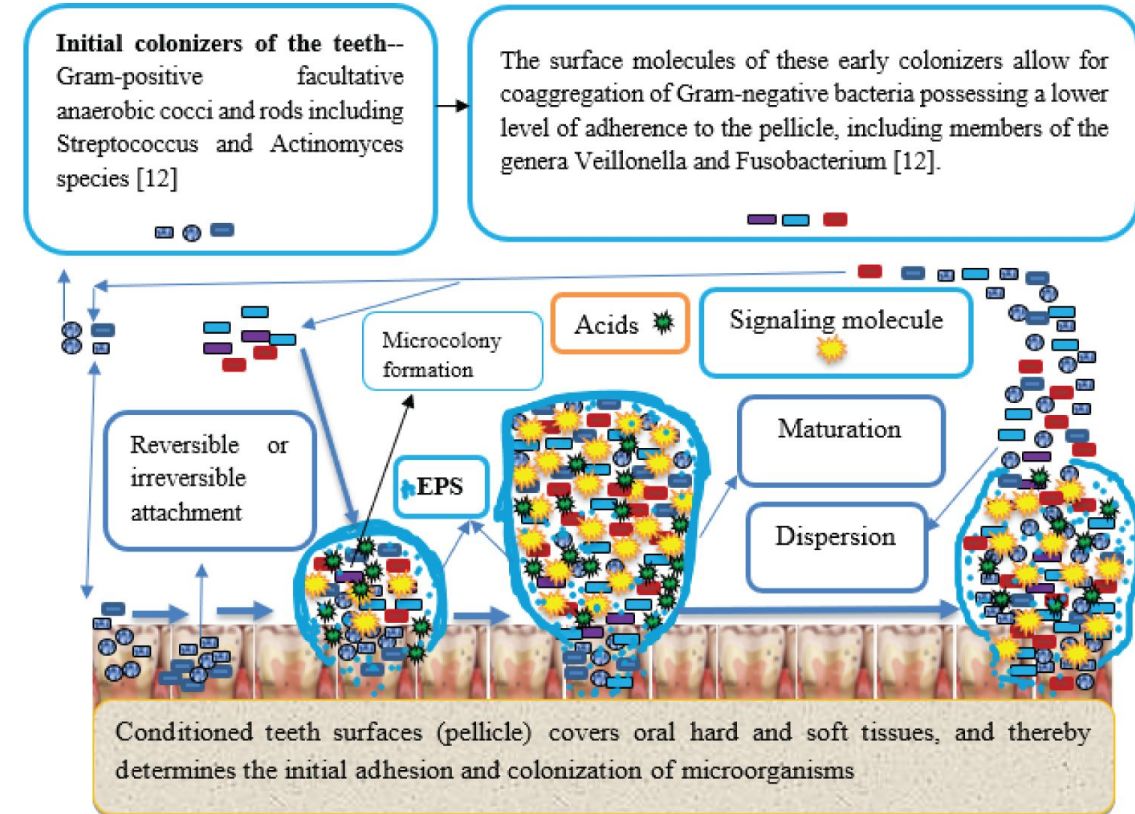 Initial colonizers of the teeth--
Gram-positive facultative
anaerobic cocci and rods including
Streptococcus and Actinomyces
species [12]
The surface molecules of these early colonizers allow for
coaggregation of Gram-negative bacteria possessing a lower
level of adherence to the pellicle, including members of the
genera Veillonella and Fusobacterium [12].
Microcolony
formation
Acids
Signaling molecule
Reversible or
irreversible
attachment
EPS
Maturation
Dispersion
Conditioned teeth surfaces (pellicle) covers oral hard and soft tissues, and thereby
determines the initial adhesion and colonization of microorganisms